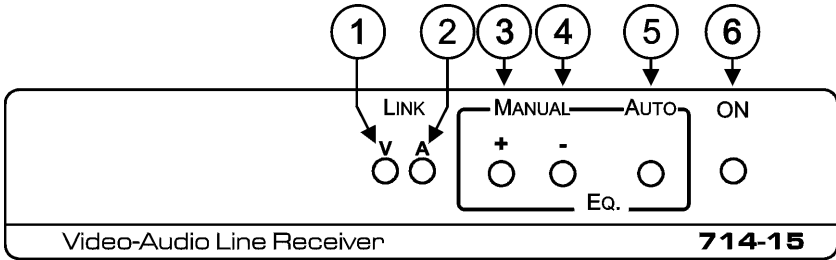 1 2 3 4 5 6
LINK MANUAL AUTO ON
V A + -
EQ.
Video-Audio Line Receiver 714-15